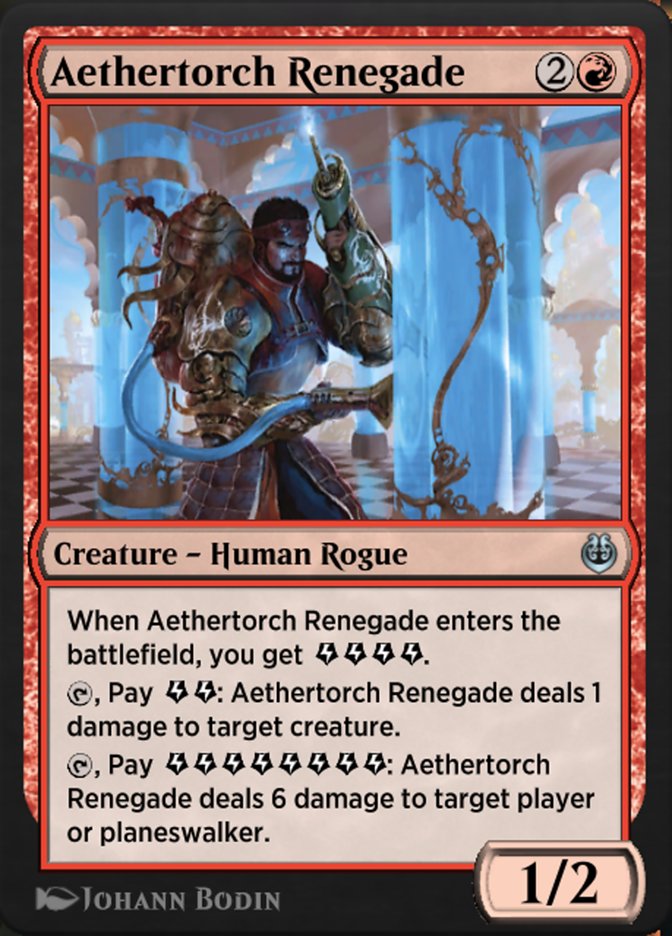 Aethertorch Renegade 2
Creature – Human Rogue
When Aethertorch Renegade enters the
battlefield, you get .
, Pay : Aethertorch Renegade deals 1
damage to target creature.
, Pay : Aethertorch
Renegade deals 6 damage to target player
or planeswalker.
1/2
Johann Bodin